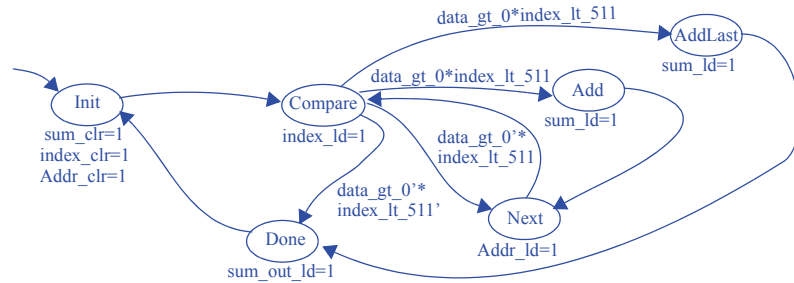 data_gt_0*index_lt_511
AddLast
sum_ld=1
data_gt_0*index_lt_511
Init
Compare
Add
sum_clr=1
index_clr=1
Addr_clr=1
index_ld=1
sum_ld=1
data_gt_0’*
index_lt_511
data_gt_0’*
index_lt_511’
Next
Addr_ld=1
Done
sum_out_ld=1